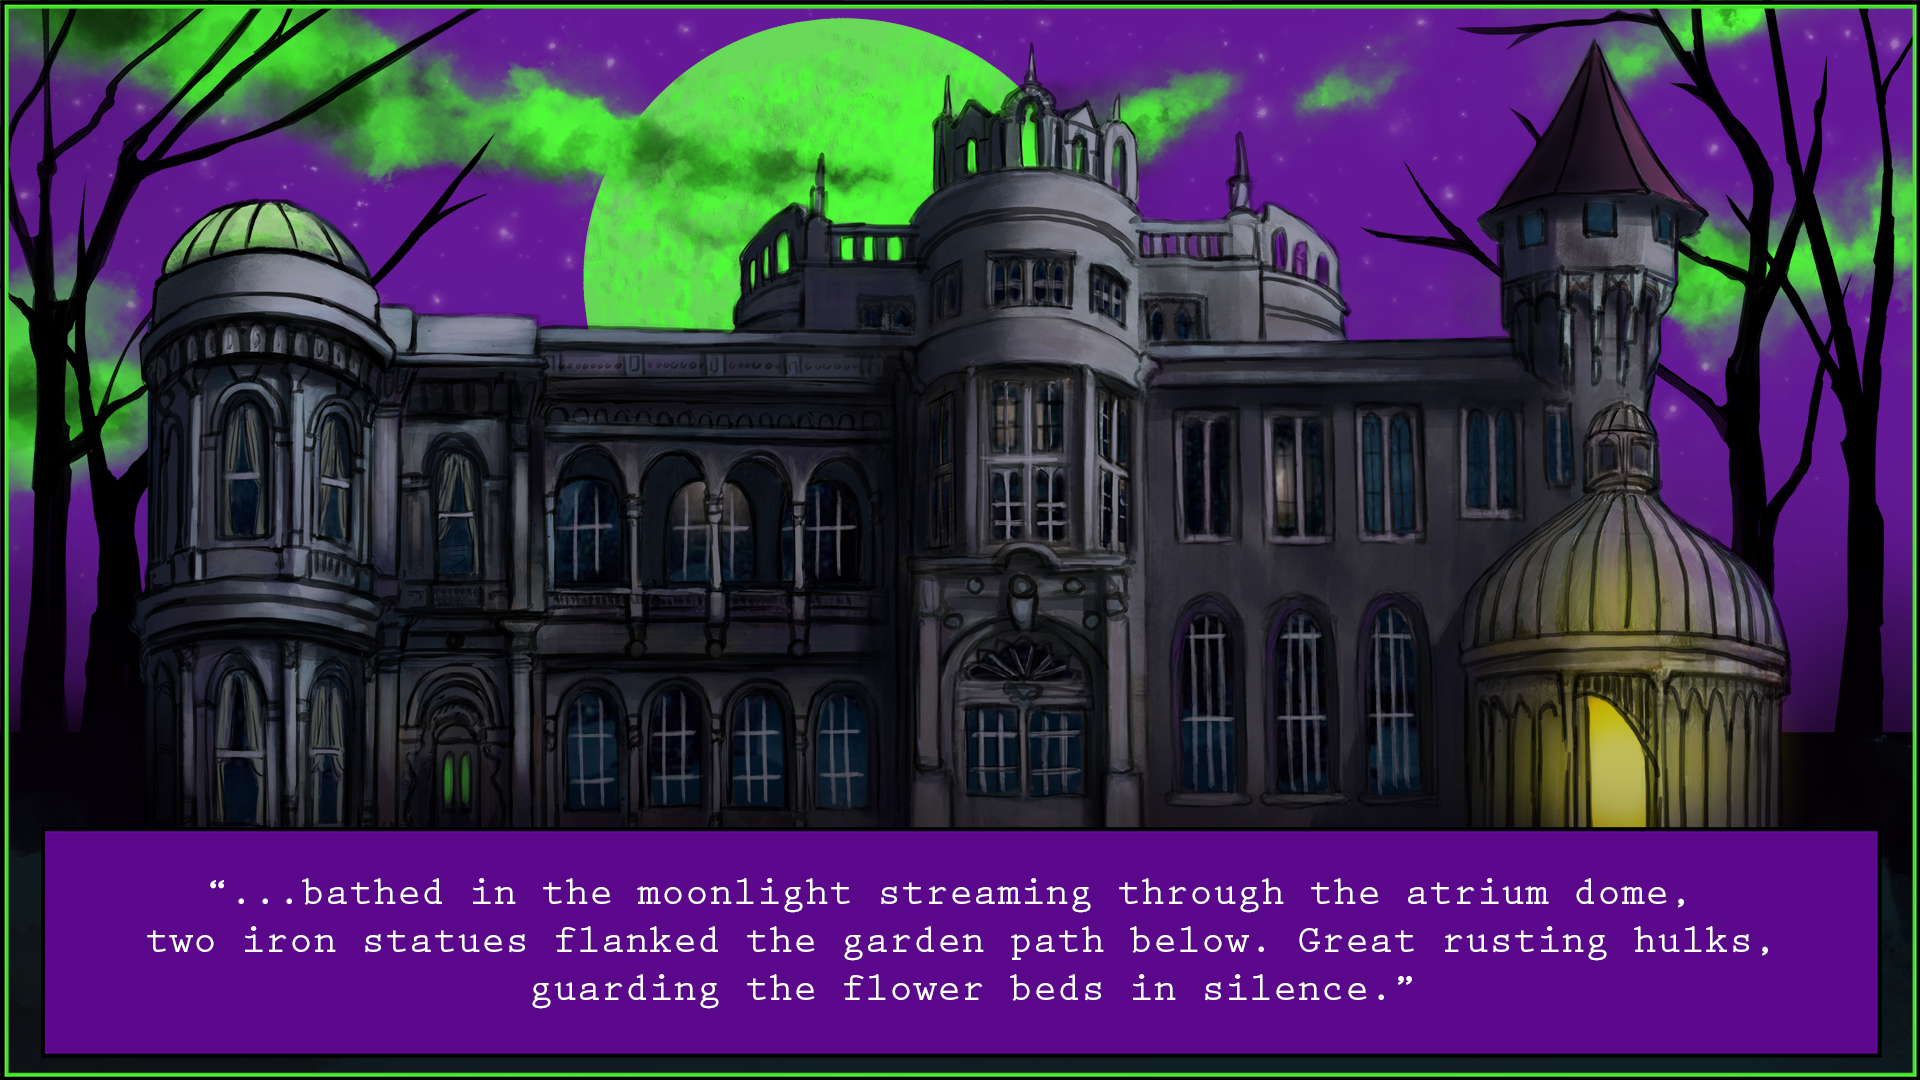 “...bathed in the moonlight streaming through the atrium dome,
two iron statues flanked the garden path below. Great rusting hulks,
guarding the flower beds in silence.”